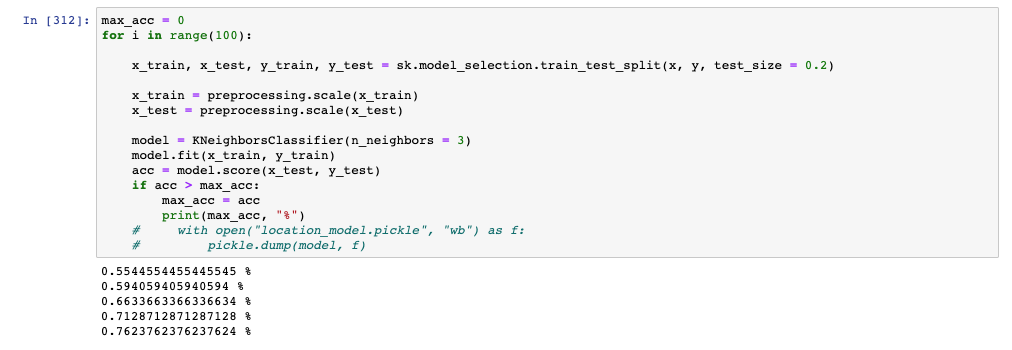 In [312]: max_acc = 0
for i in range(100):
x_train, x_test, y_train, y_test = sk.model_selection.train_test_split(x, y, test_size = 0.2)
x_train = preprocessing.scale(x_train)
x_test = preprocessing.scale(x_test)
model = KNeighborsClassifier(n_neighbors = 3)
model.fit(x_train, y_train)
acc = model.score(x_test, y_test)
if acc > max_acc:
max_acc = acc
print(max_acc, "%")
# with open("location_model.pickle", "wb") as f:
# pickle.dump(model, f)
0.5544554455445545 %
0.594059405940594 %
0.6633663366336634 %
0.7128712871287128 %
0.7623762376237624 %